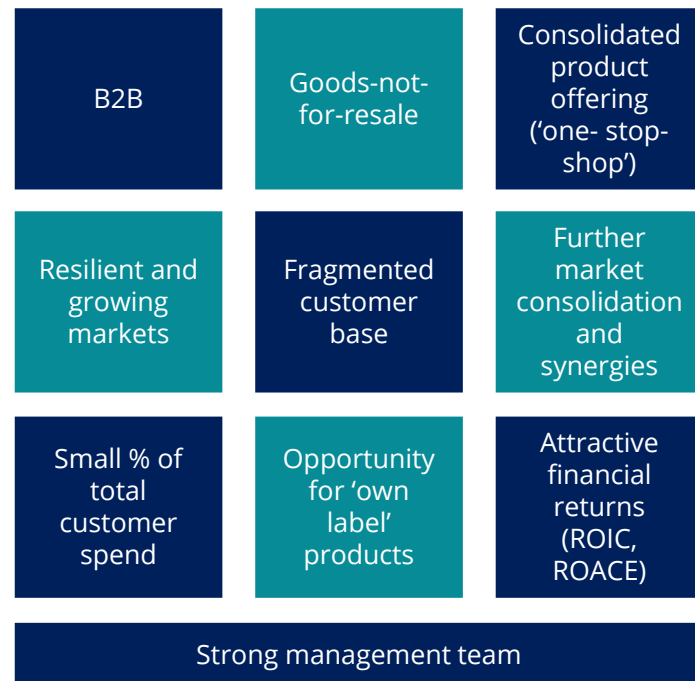 B2B
Goods-not-
for-resale
Consolidated
product
offering
(‘one- stop-
shop’)
Resilient and
growing
markets
Fragmented
customer
base
Further
market
consolidation
and
synergies
Small % of
total
customer
spend
Opportunity
for ‘own
label’
products
Attractive
financial
returns
(ROIC,
ROACE)
Strong management team